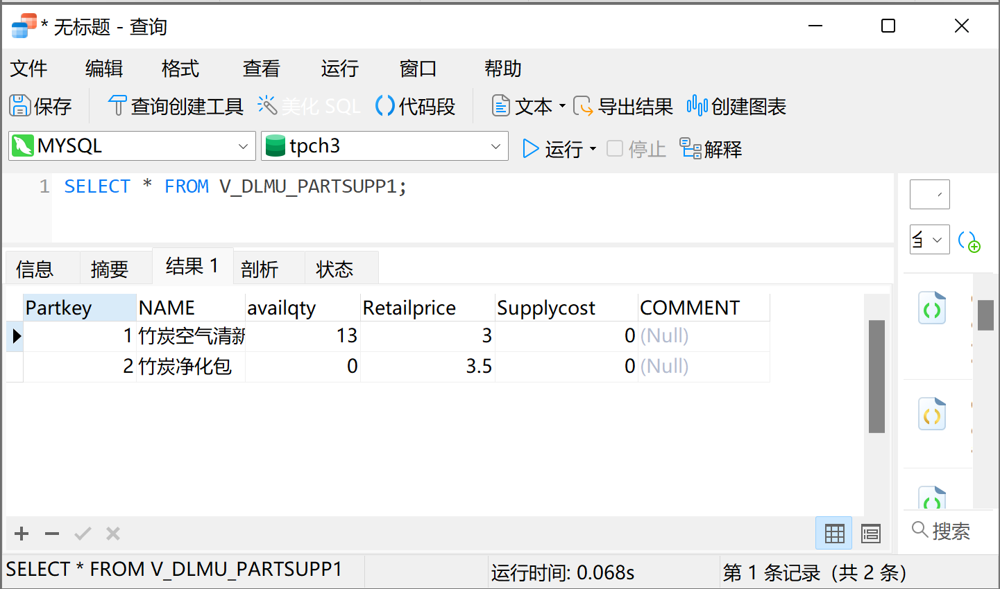 * 无标题 - 查询
文件 编辑 格式 查看 运行 窗口 帮助
保存 查询创建工具 美化 SQL 代码段 文本 导出结果 创建图表
MYSQL tpch3 运行 停止 解释
1 SELECT * FROM V_DLMU_PARTSUPP1;
信息 摘要 结果 1 剖析 状态
Partkey NAME availqty Retailprice Supplycost COMMENT
1 竹炭空气清新 13 3 0 (Null)
2 竹炭净化包 0 3.5 0 (Null)
搜索
SELECT * FROM V_DLMU_PARTSUPP1 运行时间: 0.068s 第 1 条记录 (共 2 条)